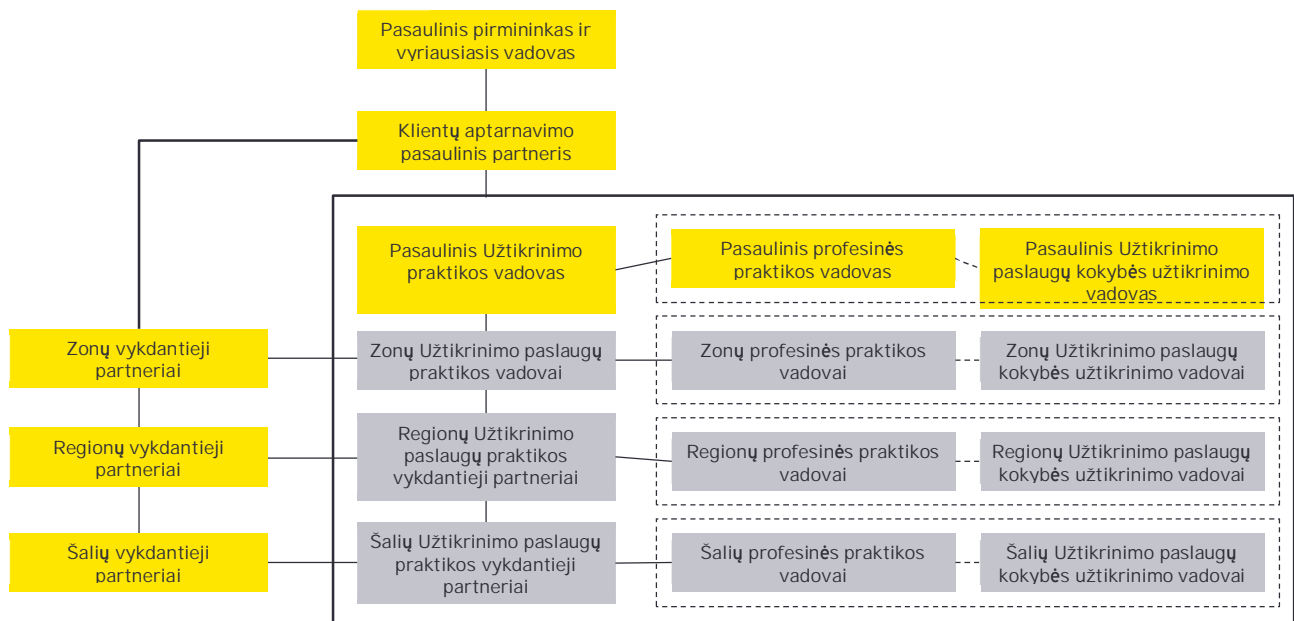 Pasaulinis pirmininkas ir
vyriausiasis vadovas
Klientų aptarnavimo
pasaulinis partneris
Pasaulinis Užtikrinimo
praktikos vadovas
Pasaulinis profesinės
praktikos vadovas
Pasaulinis Užtikrinimo
paslaugų kokybės užtikrinimo
vadovas
Zonų vykdantieji
partneriai
Zonų Užtikrinimo paslaugų
praktikos vadovai
Zonų profesinės praktikos
vadovai
Zonų Užtikrinimo paslaugų
kokybės užtikrinimo vadovai
Regionų vykdantieji
partneriai
Regionų Užtikrinimo
paslaugų praktikos
vykdantieji partneriai
Regionų profesinės praktikos
vadovai
Regionų Užtikrinimo paslaugų
kokybės užtikrinimo vadovai
Šalių vykdantieji
partneriai
Šalių Užtikrinimo paslaugų
praktikos vykdantieji
partneriai
Šalių profesinės praktikos
vadovai
Šalių Užtikrinimo paslaugų
kokybės užtikrinimo vadovai